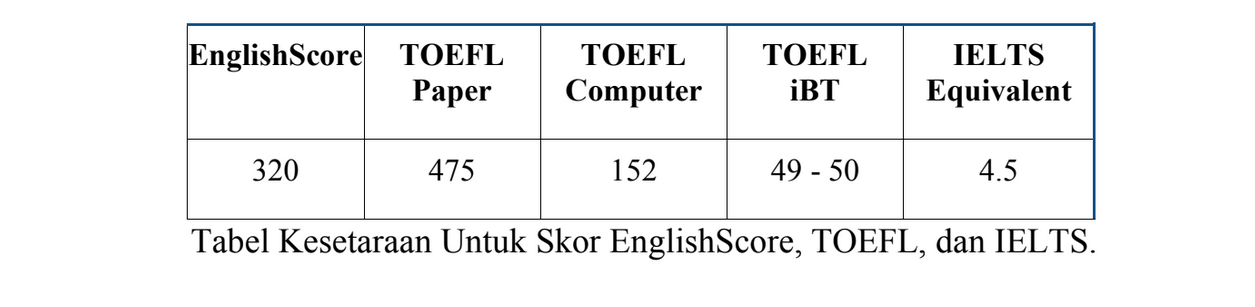 EnglishScore TOEFL Paper TOEFL Computer TOEFL iBT IELTS Equivalent
320 475 152 49 - 50 4.5
Tabel Kesetaraan Untuk Skor EnglishScore, TOEFL, dan IELTS.